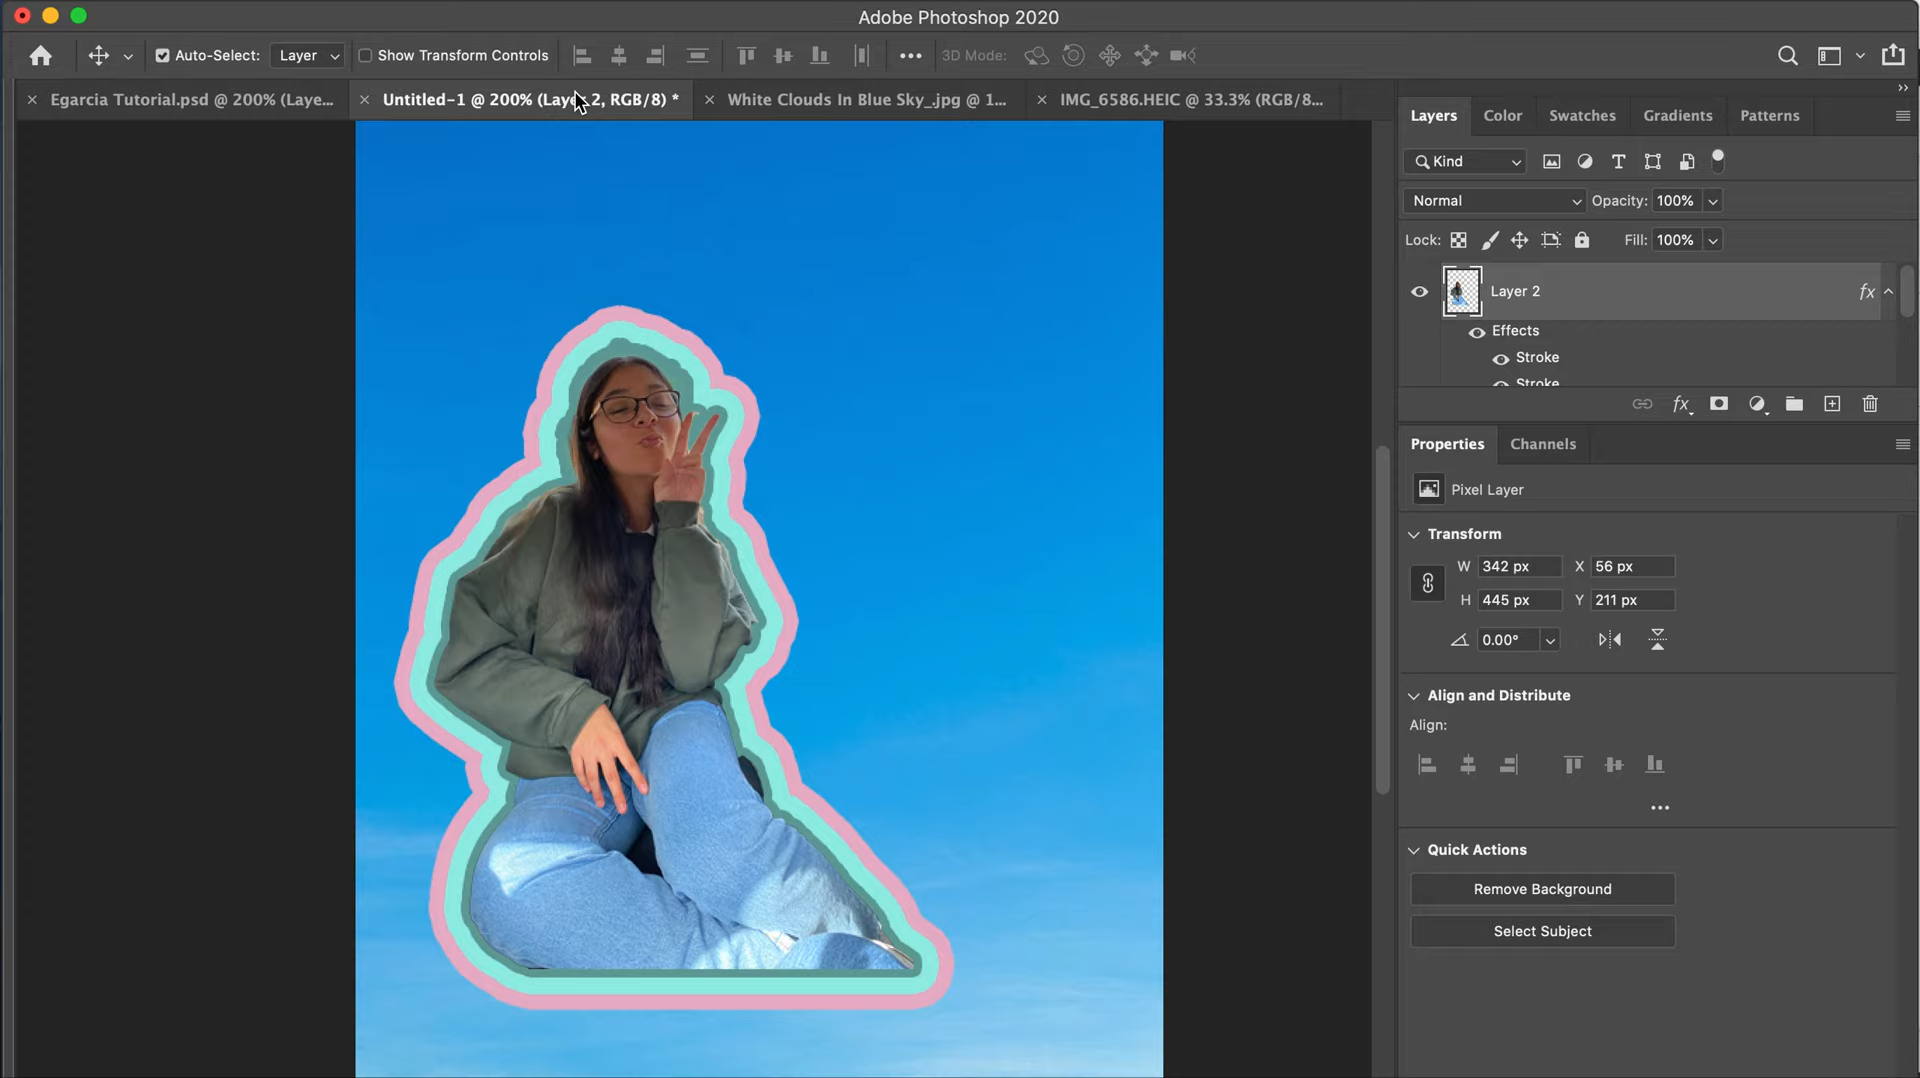 Adobe Photoshop 2020
Auto-Select: Layer Show Transform Controls 3D Mode:
Egarcia Tutorial.psd @ 200% (Laye... Untitled-1 @ 200% (Layer 2, RGB/8) * White Clouds In Blue Sky_.jpg @ 1... IMG_6586.HEIC @ 33.3% (RGB/8...
Layers Color Swatches Gradients Patterns
Kind
Normal Opacity: 100%
Lock: Fill: 100%
Layer 2 fx
Effects
Stroke
Stroke
fx
Properties Channels
Pixel Layer
Transform
W 342 px X 56 px
H 445 px Y 211 px
0.00°
Align and Distribute
Align:
Quick Actions
Remove Background
Select Subject